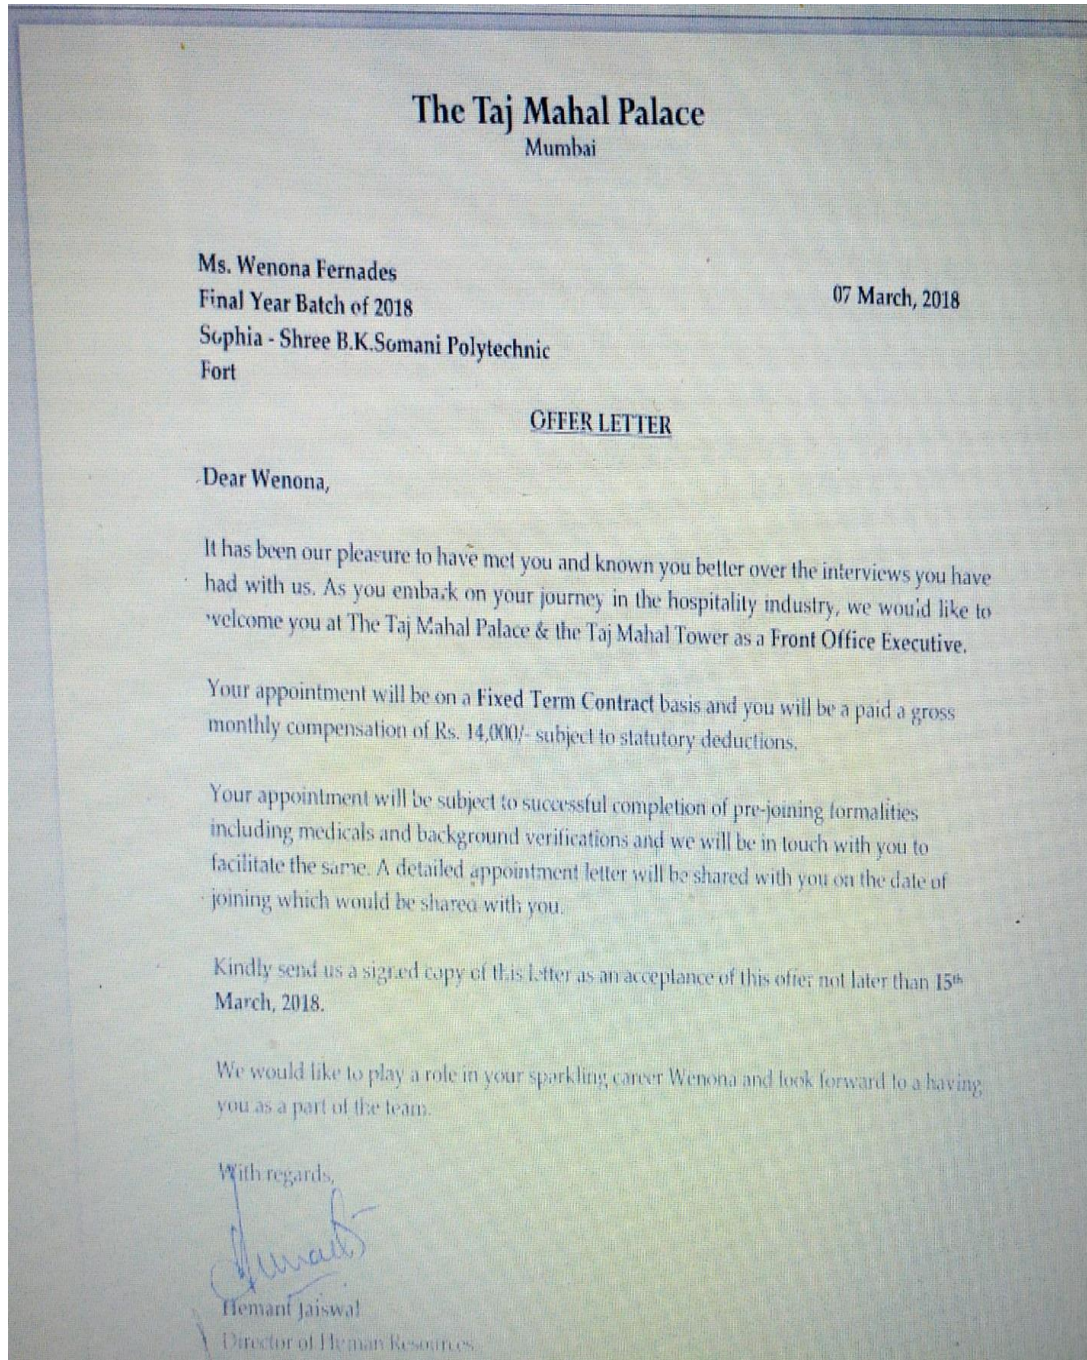 The Taj Mahal Palace
Mumbai
Ms. Wenona Fernades
07 March, 2018
Final Year Batch of 2018
Sophia - Shree B.K.Somani Polytechnic
Fort
OFFER LETTER
Dear Wenona,
It has been our pleasure to have met you and known you better over the interviews you have
had with us. As you embark on your journey in the hospitality industry, we would like to
welcome you at The Taj Mahal Palace & the Taj Mahal Tower as a Front Office Executive.
Your appointment will be on a Fixed Term Contract basis and you will be a paid a gross
monthly compensation of Rs. 14,000/- subject to statutory deductions.
Your appointment will be subject to successful completion of pre-joining formalities
including medicals and background verifications and we will be in touch with you to
facilitate the same. A detailed appointment letter will be shared with you on the date of
joining which would be shared with you.
Kindly send us a signed copy of this letter as an acceptance of this offer not later than 15th
March, 2018.
We would like to play a role in your sparkling career Wenona and look forward to a having
you as a part of the team.
With regards,
Hemant Jaiswal
Director of Human Resources